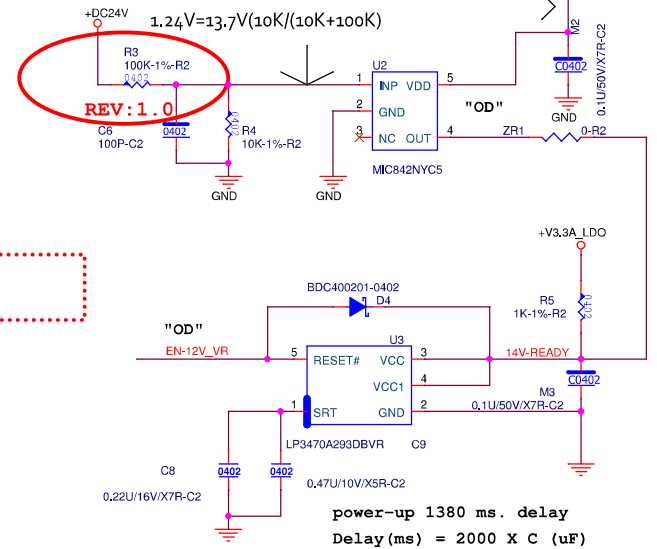 +DC24V
1.24V=13.7V(10K/(10K+100K)
R3
100K-1%-R2
0402
REV:1.0
C6
100P-C2
0402
0402
R4
10K-1%-R2
GND
GND
U2
1
INP
VDD
5
2
GND
"OD"
3
NC
OUT
4
MIC842NYC5
ZR1
0-R2
M2
C0402
0.1U/50V/X7R-C2
GND
+V3.3A_LDO
R5
1K-1%-R2
0402
BDC400201-0402
D4
"OD"
EN-12V_VR
U3
5
RESET#
VCC
3
14V-READY
VCC1
4
1
SRT
GND
2
LP3470A293DBVR
C9
M3
C0402
0.1U/50V/X7R-C2
C8
0402
0402
0.22U/16V/X7R-C2
0.47U/10V/X5R-C2
power-up 1380 ms. delay
Delay(ms) = 2000 X C (uF)